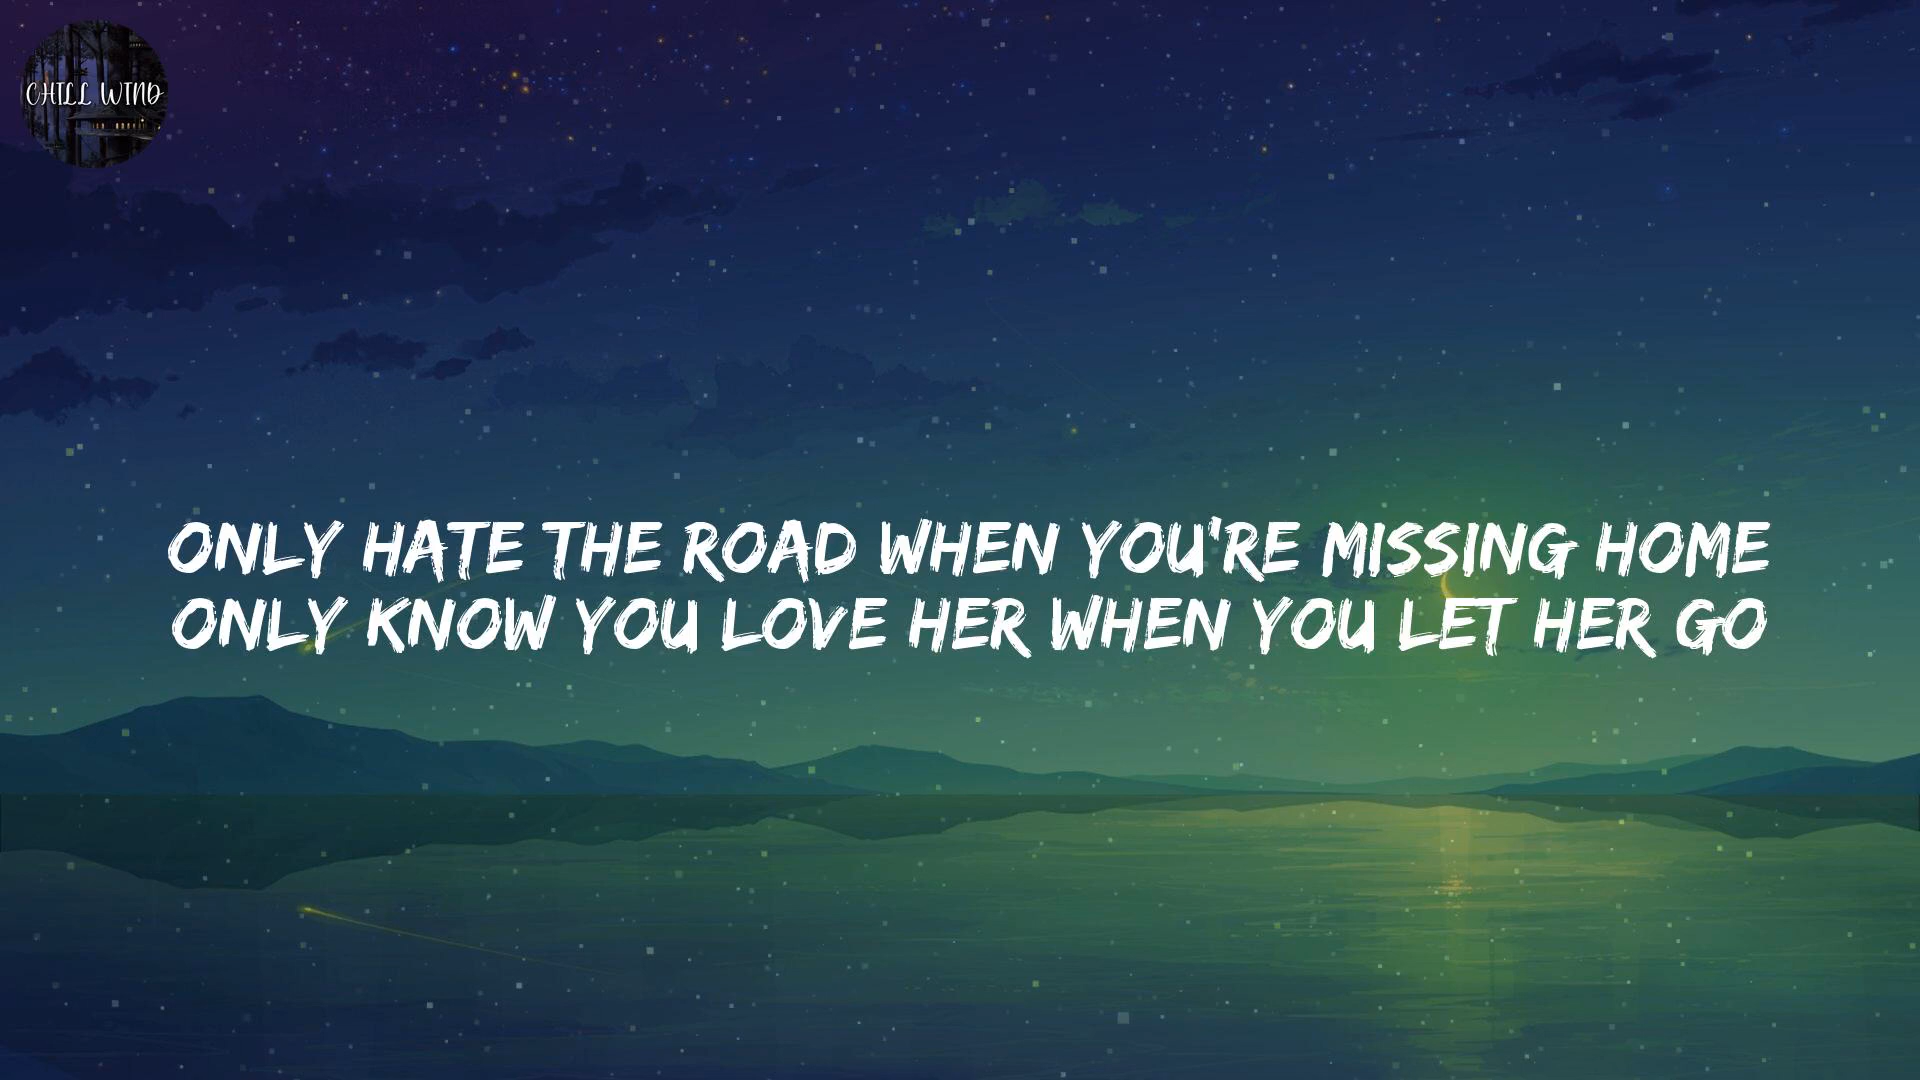 CHILL WIND
ONLY HATE THE ROAD WHEN YOU'RE MISSING HOME
ONLY KNOW YOU LOVE HER WHEN YOU LET HER GO